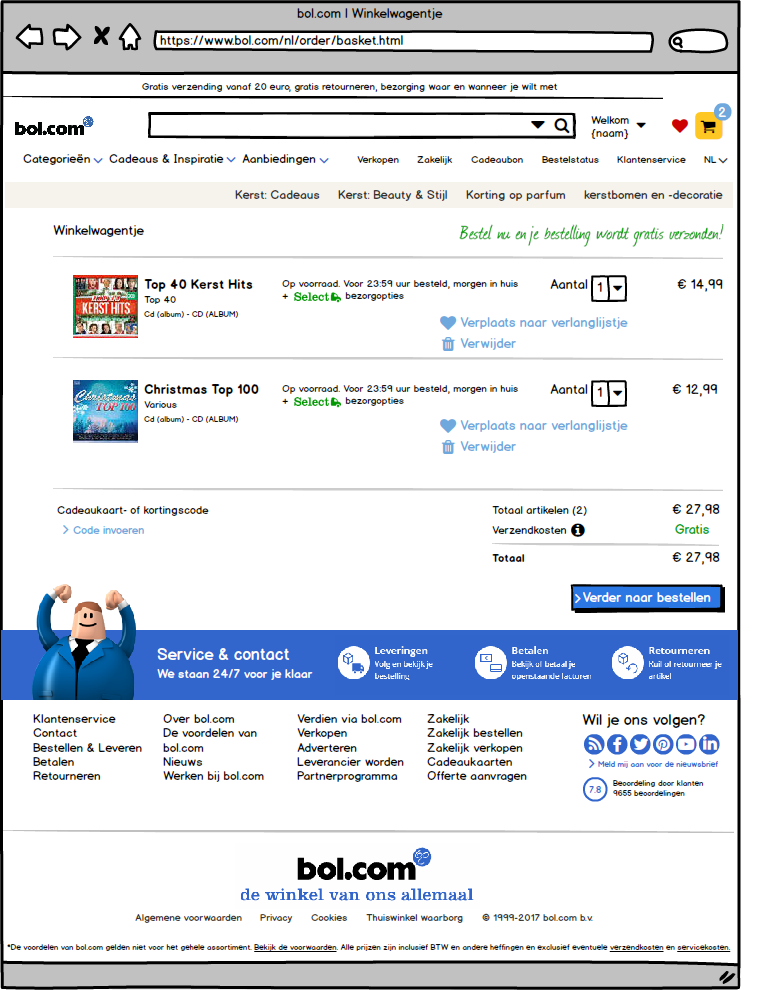 bol.com | Winkelwagentje
https://www.bol.com/nl/order/basket.html
Gratis verzending vanaf 20 euro, gratis retourneren, bezorging waar en wanneer je wilt met
bol.com
Welkom
{naam}
2
Categorieën Cadeaus & Inspiratie Aanbiedingen Verkopen Zakelijk Cadeaubon Bestelstatus Klantenservice NL
Kerst: Cadeaus Kerst: Beauty & Stijl Korting op parfum kerstbomen en -decoratie
Winkelwagentje
Bestel nu en je bestelling wordt gratis verzonden!
KERST HITS
Top 40 Kerst Hits
Top 40
Cd (album) - CD (ALBUM)
Op voorraad. Voor 23:59 uur besteld, morgen in huis
+ Select bezorgopties
Aantal 1
€ 14,99
Verplaats naar verlanglijstje
Verwijder
Christmas
TOP 100
Christmas Top 100
Various
Cd (album) - CD (ALBUM)
Op voorraad. Voor 23:59 uur besteld, morgen in huis
+ Select bezorgopties
Aantal 1
€ 12,99
Verplaats naar verlanglijstje
Verwijder
Cadeaukaart- of kortingscode
Code invoeren
Totaal artikelen (2) € 27,98
Verzendkosten Gratis
Totaal € 27,98
Verder naar bestellen
Service & contact
We staan 24/7 voor je klaar
Leveringen
Volg en bekijk je
bestelling
Betalen
Bekijk of betaal je
openstaande facturen
Retourneren
Ruil of retourneer je
artikel
Klantenservice
Contact
Bestellen & Leveren
Betalen
Retourneren
Over bol.com
De voordelen van
bol.com
Nieuws
Werken bij bol.com
Verdien via bol.com
Verkopen
Adverteren
Leverancier worden
Partnerprogramma
Zakelijk
Zakelijk bestellen
Zakelijk verkopen
Cadeaukaarten
Offerte aanvragen
Wil je ons volgen?
Meld mij aan voor de nieuwsbrief
7.8
Beoordeling door klanten
9655 beoordelingen
bol.com
de winkel van ons allemaal
Algemene voorwaarden Privacy Cookies Thuiswinkel waarborg © 1999-2017 bol.com b.v.
*De voordelen van bol.com gelden niet voor het gehele assortiment. Bekijk de voorwaarden. Alle prijzen zijn inclusief BTW en andere heffingen en exclusief eventuele verzendkosten en servicekosten.